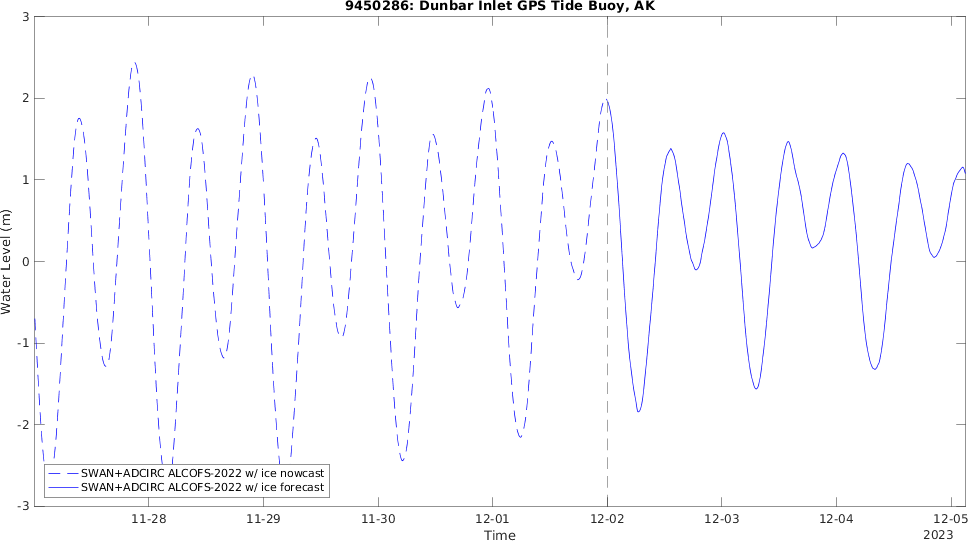 9450286: Dunbar Inlet GPS Tide Buoy, AK
3
2
1
0
-1
-2
-3
Water Level (m)
SWAN+ADCIRC ALCOFS-2022 w/ ice nowcast
SWAN+ADCIRC ALCOFS-2022 w/ ice forecast
11-28 11-29 11-30 12-01 12-02 12-03 12-04 12-05
Time 2023